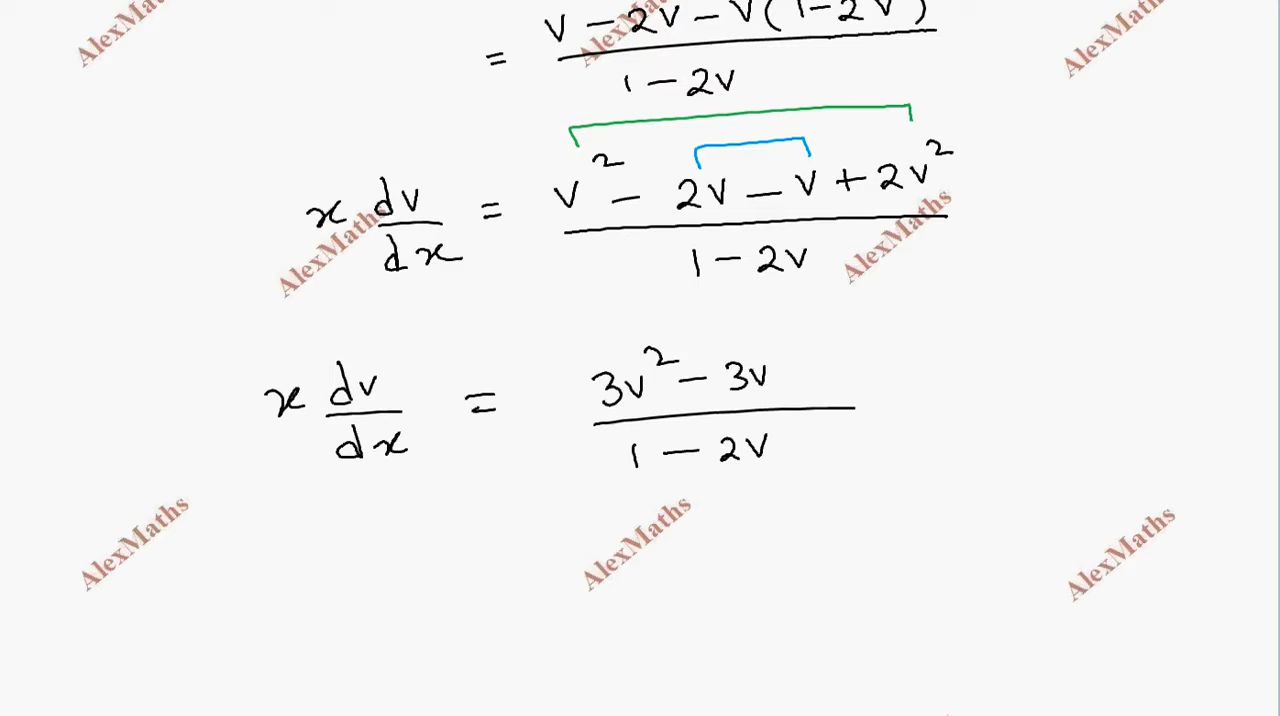 = (v - 2v - v(1-2v)) / (1 - 2v)
x dv/dx = (v² - 2v - v + 2v²) / (1 - 2v)
x dv/dx = (3v² - 3v) / (1 - 2v)
AlexMaths
AlexMaths
AlexMaths
AlexMaths
AlexMaths
AlexMaths
AlexMaths
AlexMaths